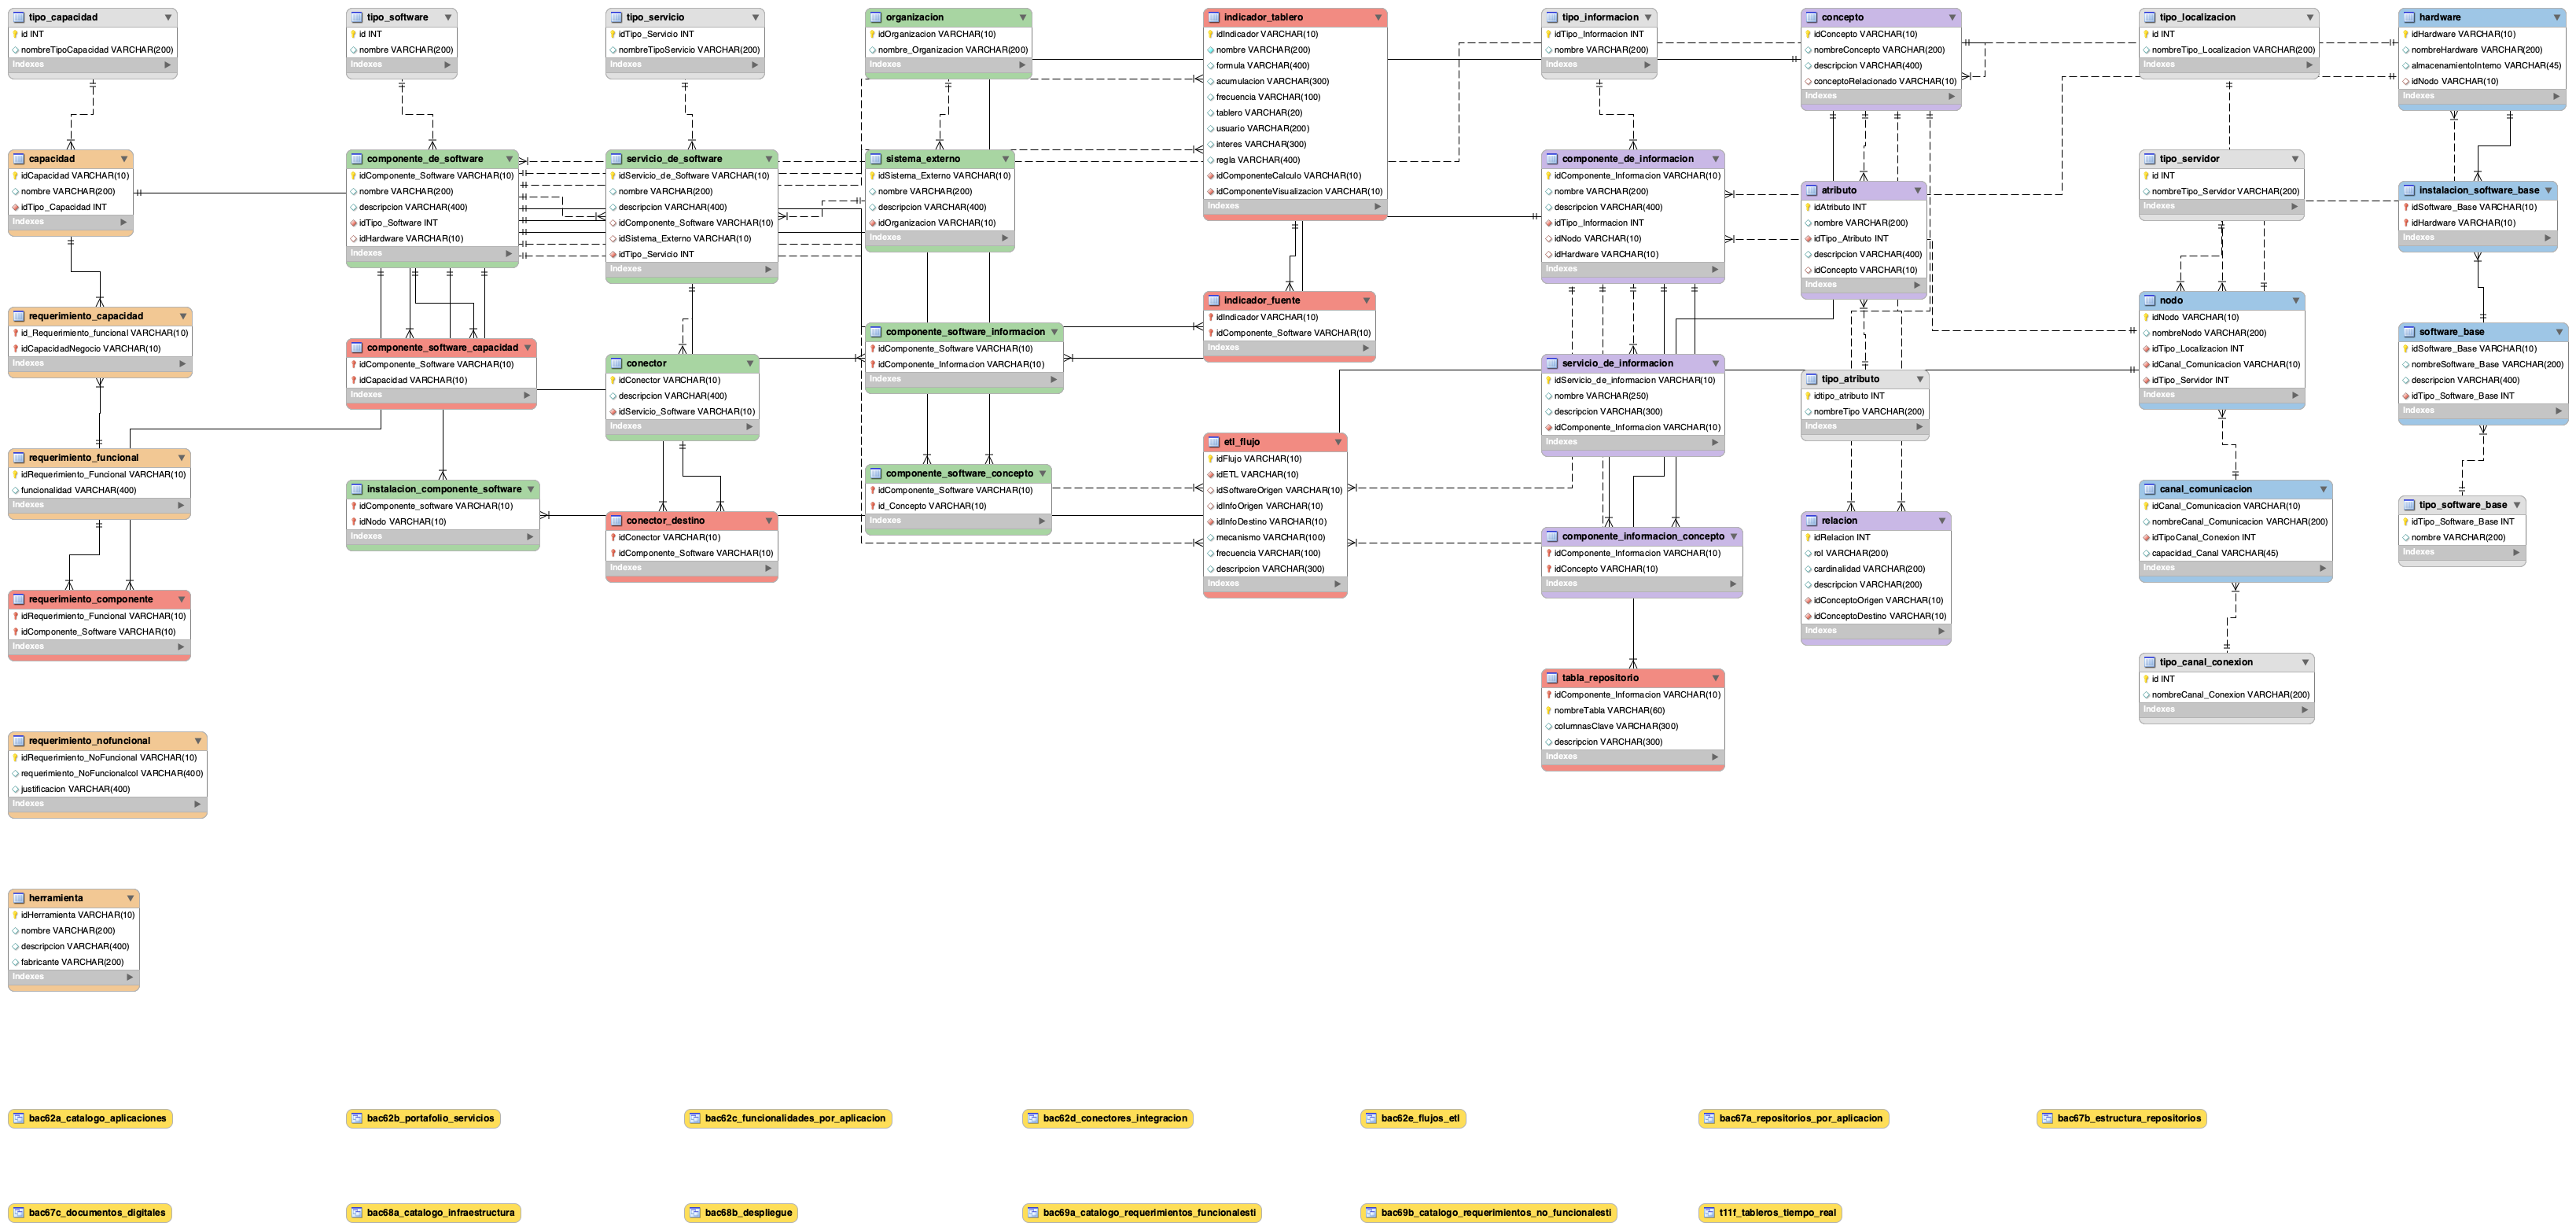 tipo_capacidad
id INT
nombreTipoCapacidad VARCHAR(200)
Indexes
tipo_software
id INT
nombre VARCHAR(200)
Indexes
tipo_servicio
idTipo_Servicio INT
nombreTipoServicio VARCHAR(200)
Indexes
organizacion
idOrganizacion VARCHAR(10)
nombre_Organizacion VARCHAR(200)
Indexes
indicador_tablero
idIndicador VARCHAR(10)
nombre VARCHAR(200)
formula VARCHAR(400)
acumulacion VARCHAR(300)
frecuencia VARCHAR(100)
tablero VARCHAR(20)
usuario VARCHAR(200)
interes VARCHAR(300)
regla VARCHAR(400)
idComponenteCalculo VARCHAR(10)
idComponenteVisualizacion VARCHAR(10)
Indexes
tipo_informacion
idTipo_Informacion INT
nombre VARCHAR(200)
Indexes
concepto
idConcepto VARCHAR(10)
nombreConcepto VARCHAR(200)
descripcion VARCHAR(400)
conceptoRelacionado VARCHAR(10)
Indexes
tipo_localizacion
id INT
nombreTipo_Localizacion VARCHAR(200)
Indexes
hardware
idHardware VARCHAR(10)
nombreHardware VARCHAR(200)
almacenamientoInterno VARCHAR(45)
idNodo VARCHAR(10)
Indexes
capacidad
idCapacidad VARCHAR(10)
nombre VARCHAR(200)
idTipo_Capacidad INT
Indexes
componente_de_software
idComponente_Software VARCHAR(10)
nombre VARCHAR(200)
descripcion VARCHAR(400)
idTipo_Software INT
idHardware VARCHAR(10)
Indexes
servicio_de_software
idServicio_de_Software VARCHAR(10)
nombre VARCHAR(200)
descripcion VARCHAR(400)
idComponente_Software VARCHAR(10)
idSistema_Externo VARCHAR(10)
idTipo_Servicio INT
Indexes
sistema_externo
idSistema_Externo VARCHAR(10)
nombre VARCHAR(200)
descripcion VARCHAR(400)
idOrganizacion VARCHAR(10)
Indexes
componente_de_informacion
idComponente_Informacion VARCHAR(10)
nombre VARCHAR(200)
descripcion VARCHAR(400)
idTipo_Informacion INT
idNodo VARCHAR(10)
idHardware VARCHAR(10)
Indexes
atributo
idAtributo INT
nombre VARCHAR(200)
idTipo_Atributo INT
descripcion VARCHAR(400)
idConcepto VARCHAR(10)
Indexes
tipo_servidor
id INT
nombreTipo_Servidor VARCHAR(200)
Indexes
instalacion_software_base
idSoftware_Base VARCHAR(10)
idHardware VARCHAR(10)
Indexes
requerimiento_capacidad
id_Requerimiento_funcional VARCHAR(10)
idCapacidadNegocio VARCHAR(10)
Indexes
componente_software_capacidad
idComponente_Software VARCHAR(10)
idCapacidad VARCHAR(10)
Indexes
conector
idConector VARCHAR(10)
descripcion VARCHAR(400)
idServicio_Software VARCHAR(10)
Indexes
componente_software_informacion
idComponente_Software VARCHAR(10)
idComponente_Informacion VARCHAR(10)
Indexes
indicador_fuente
idIndicador VARCHAR(10)
idComponente_Software VARCHAR(10)
Indexes
servicio_de_informacion
idServicio_de_informacion VARCHAR(10)
nombre VARCHAR(250)
descripcion VARCHAR(300)
idComponente_Informacion VARCHAR(10)
Indexes
tipo_atributo
idtipo_atributo INT
nombreTipo VARCHAR(200)
Indexes
nodo
idNodo VARCHAR(10)
nombreNodo VARCHAR(200)
idTipo_Localizacion INT
idCanal_Comunicacion VARCHAR(10)
idTipo_Servidor INT
Indexes
software_base
idSoftware_Base VARCHAR(10)
nombreSoftware_Base VARCHAR(200)
descripcion VARCHAR(400)
idTipo_Software_Base INT
Indexes
requerimiento_funcional
idRequerimiento_Funcional VARCHAR(10)
funcionalidad VARCHAR(400)
Indexes
instalacion_componente_software
idComponente_software VARCHAR(10)
idNodo VARCHAR(10)
Indexes
conector_destino
idConector VARCHAR(10)
idComponente_Software VARCHAR(10)
Indexes
componente_software_concepto
idComponente_Software VARCHAR(10)
id_Concepto VARCHAR(10)
Indexes
etl_flujo
idFlujo VARCHAR(10)
idETL VARCHAR(10)
idSoftwareOrigen VARCHAR(10)
idInfoOrigen VARCHAR(10)
idInfoDestino VARCHAR(10)
mecanismo VARCHAR(100)
frecuencia VARCHAR(100)
descripcion VARCHAR(300)
Indexes
componente_informacion_concepto
idComponente_Informacion VARCHAR(10)
idConcepto VARCHAR(10)
Indexes
relacion
idRelacion INT
rol VARCHAR(200)
cardinalidad VARCHAR(200)
descripcion VARCHAR(200)
idConceptoOrigen VARCHAR(10)
idConceptoDestino VARCHAR(10)
Indexes
canal_comunicacion
idCanal_Comunicacion VARCHAR(10)
nombreCanal_Comunicacion VARCHAR(200)
idTipoCanal_Conexion INT
capacidad_Canal VARCHAR(45)
Indexes
tipo_software_base
idTipo_Software_Base INT
nombre VARCHAR(200)
Indexes
requerimiento_componente
idRequerimiento_Funcional VARCHAR(10)
idComponente_Software VARCHAR(10)
Indexes
tabla_repositorio
idComponente_Informacion VARCHAR(10)
nombreTabla VARCHAR(60)
columnasClave VARCHAR(300)
descripcion VARCHAR(300)
Indexes
tipo_canal_conexion
id INT
nombreCanal_Conexion VARCHAR(200)
Indexes
requerimiento_nofuncional
idRequerimiento_NoFuncional VARCHAR(10)
requerimiento_NoFuncionalcol VARCHAR(400)
justificacion VARCHAR(400)
Indexes
herramienta
idHerramienta VARCHAR(10)
nombre VARCHAR(200)
descripcion VARCHAR(400)
fabricante VARCHAR(200)
Indexes
bac62a_catalogo_aplicaciones
bac62b_portafolio_servicios
bac62c_funcionalidades_por_aplicacion
bac62d_conectores_integracion
bac62e_flujos_etl
bac67a_repositorios_por_aplicacion
bac67b_estructura_repositorios
bac67c_documentos_digitales
bac68a_catalogo_infraestructura
bac68b_despliegue
bac69a_catalogo_requerimientos_funcionalesti
bac69b_catalogo_requerimientos_no_funcionalesti
t11f_tableros_tiempo_real